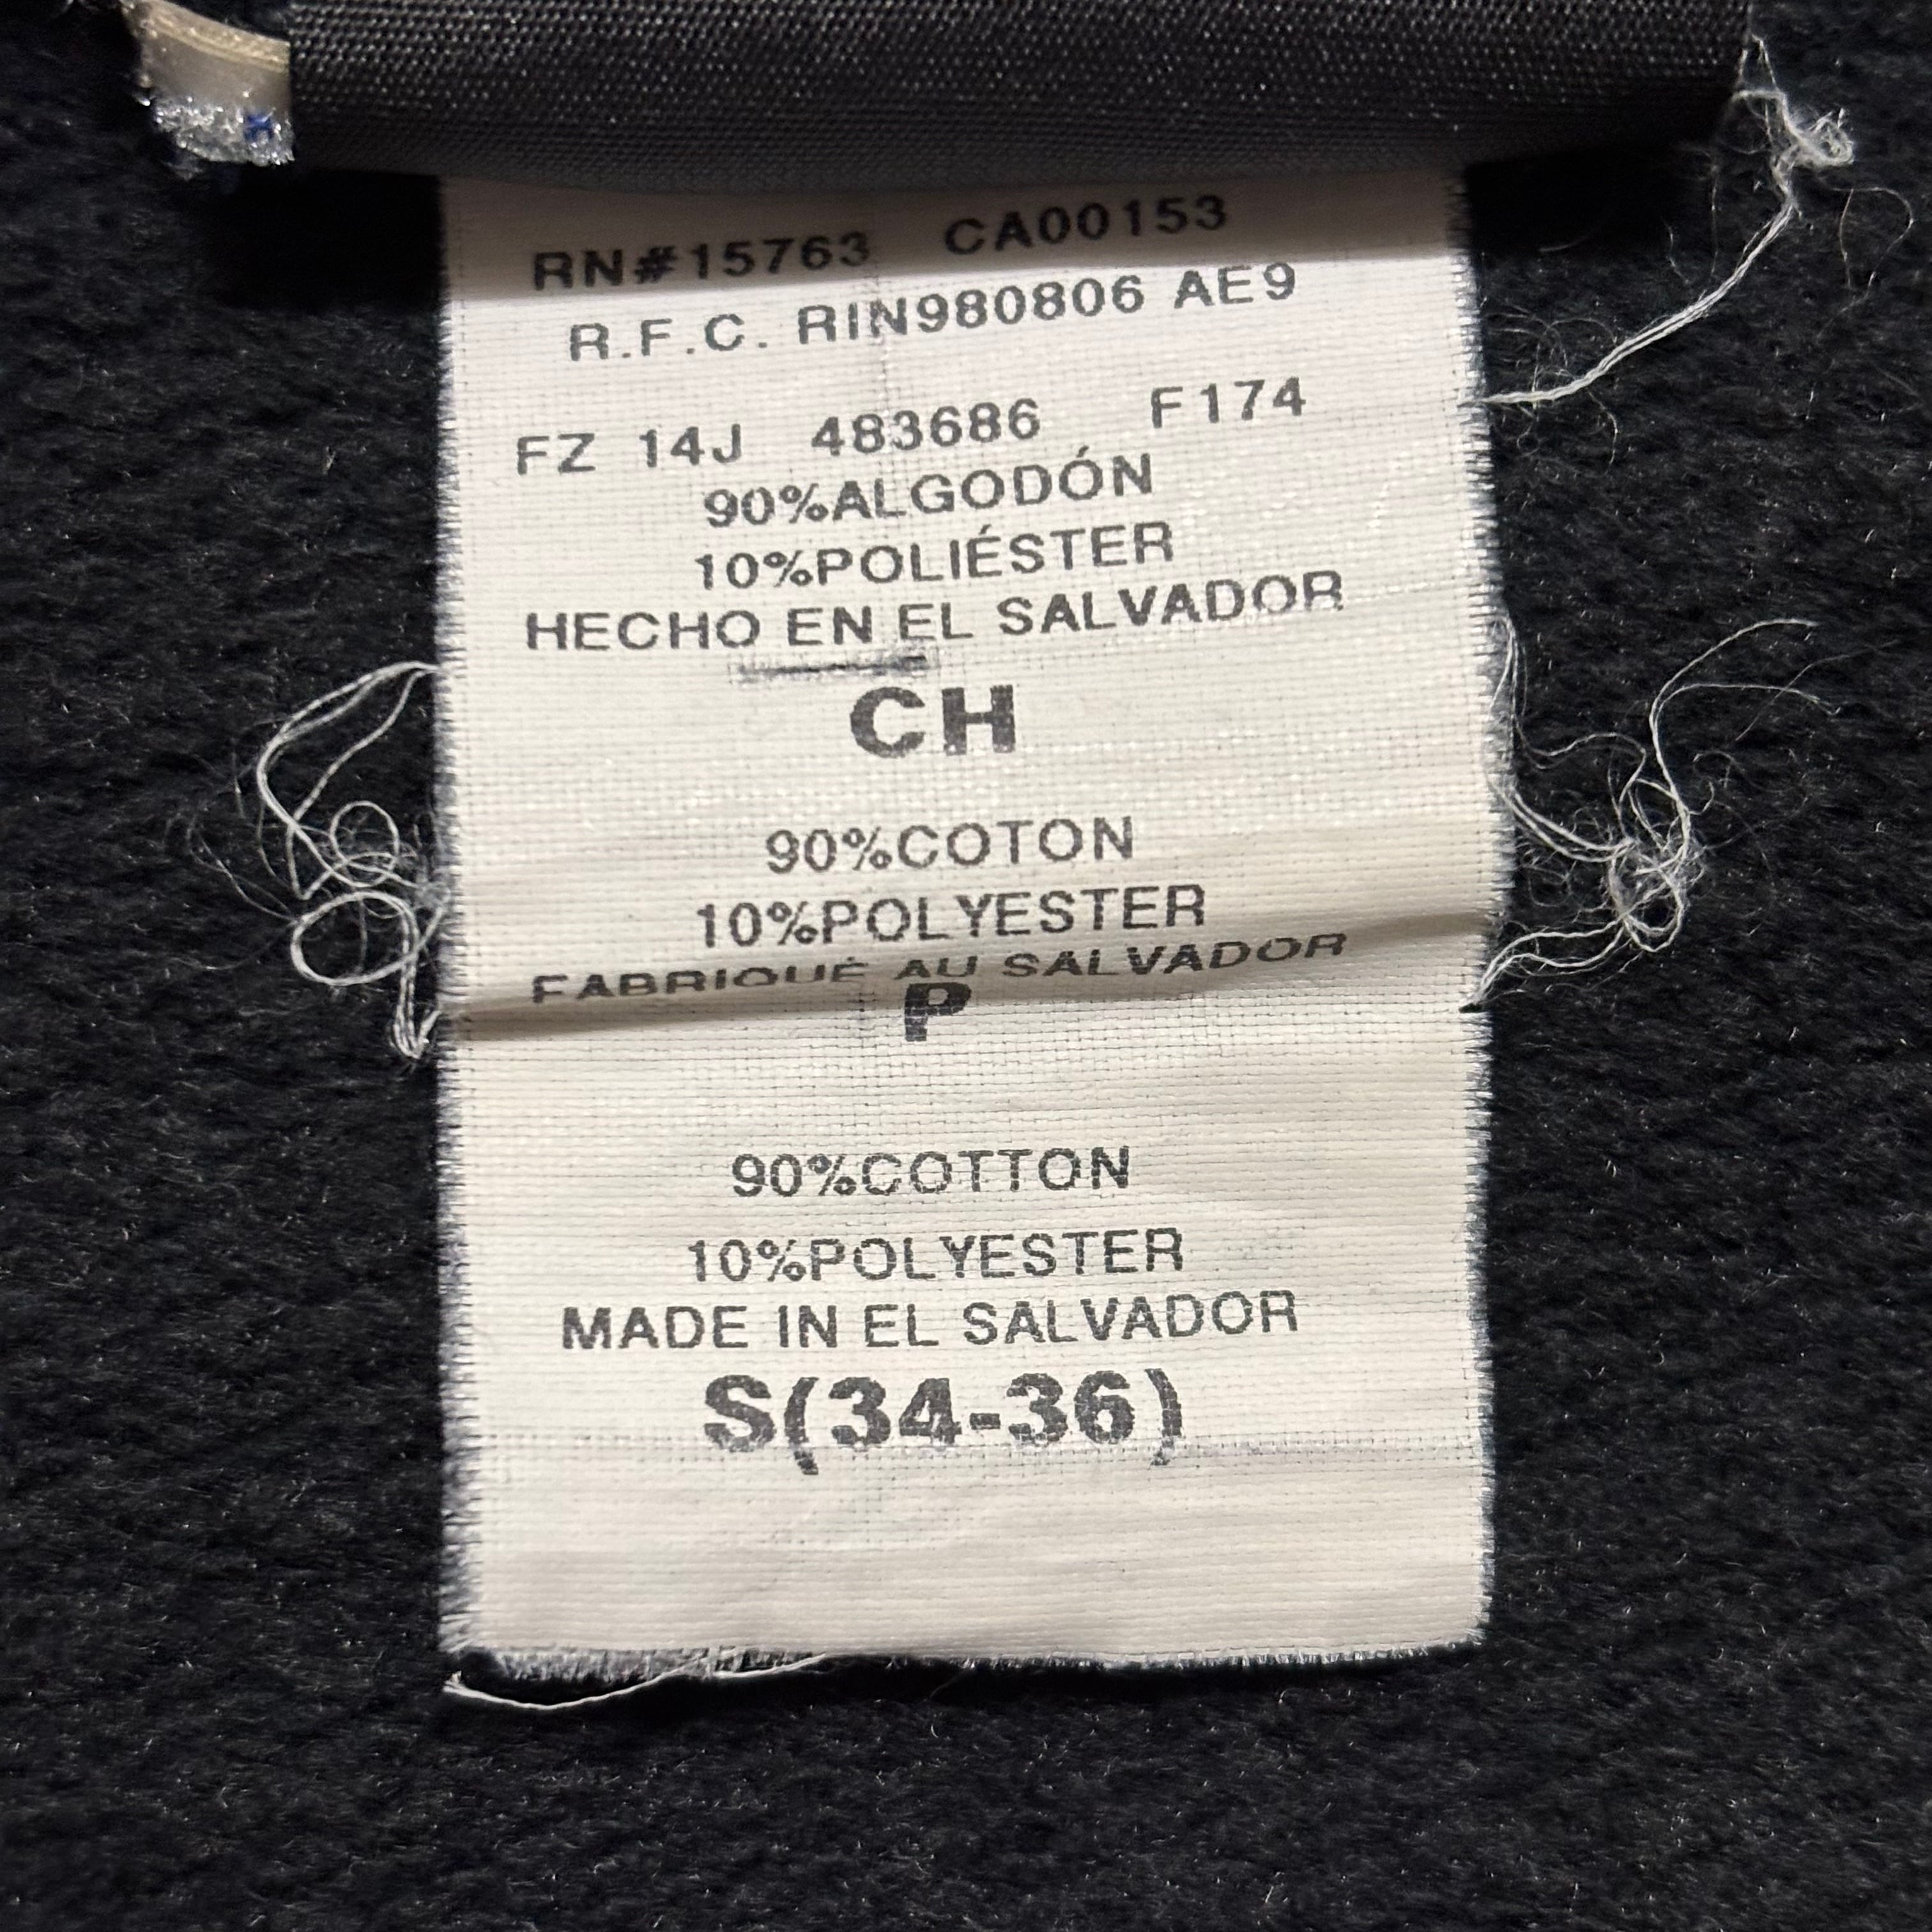 RN#15763 CA00153
R.F.C. RIN980806 AE9
FZ 14J 483686 F174
90%ALGODÓN
10%POLIÉSTER
HECHO EN EL SALVADOR
CH
90%COTON
10%POLYESTER
FABRIQUÉ AU SALVADOR
P
90%COTTON
10%POLYESTER
MADE IN EL SALVADOR
S(34-36)